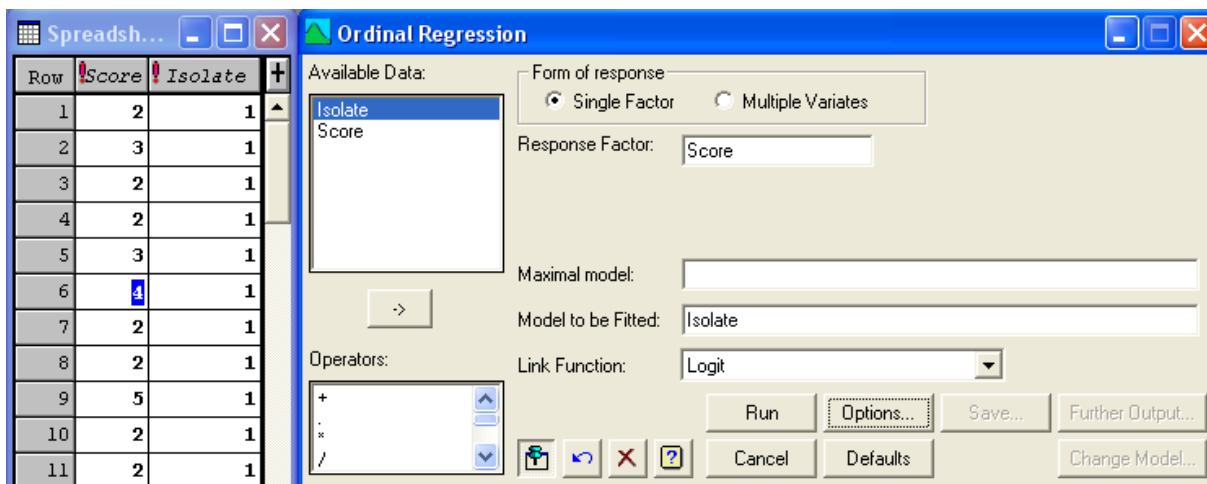 Spreadsh...
Row !Score ! Isolate +
1 2 1
2 3 1
3 2 1
4 2 1
5 3 1
6 4 1
7 2 1
8 2 1
9 5 1
10 2 1
11 2 1
Ordinal Regression
Available Data:
Isolate
Score
->
Operators:
+
.
*
/
Form of response
Single Factor Multiple Variates
Response Factor: Score
Maximal model:
Model to be Fitted: Isolate
Link Function: Logit
Run Options... Save... Further Output...
? Cancel Defaults Change Model...